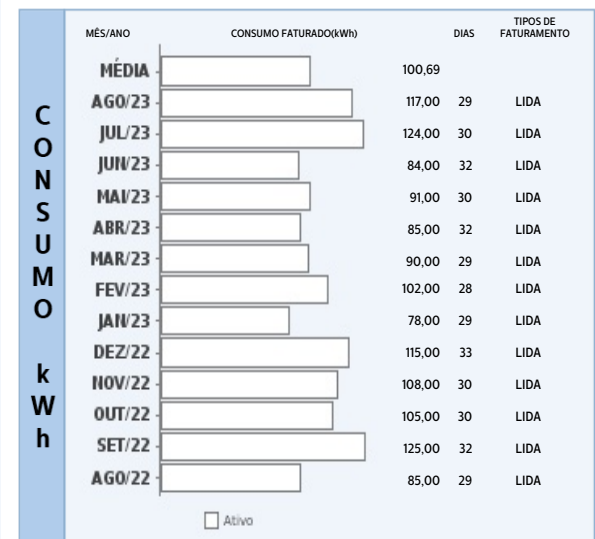 CONSUMO kWh
MÊS/ANO CONSUMO FATURADO(kWh) DIAS TIPOS DE FATURAMENTO
MÉDIA 100,69
AGO/23 117,00 29 LIDA
JUL/23 124,00 30 LIDA
JUN/23 84,00 32 LIDA
MAI/23 91,00 30 LIDA
ABR/23 85,00 32 LIDA
MAR/23 90,00 29 LIDA
FEV/23 102,00 28 LIDA
JAN/23 78,00 29 LIDA
DEZ/22 115,00 33 LIDA
NOV/22 108,00 30 LIDA
OUT/22 105,00 30 LIDA
SET/22 125,00 32 LIDA
AGO/22 85,00 29 LIDA
Ativo